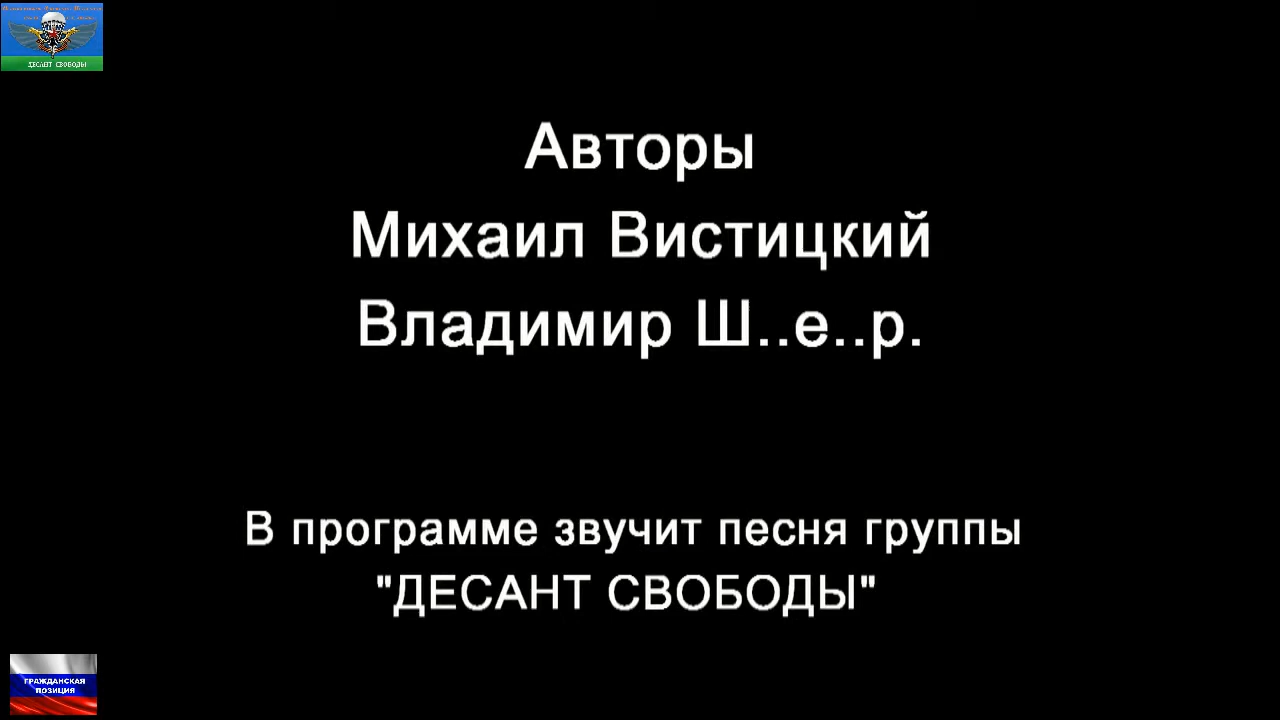 ДЕСАНТ СВОБОДЫ
Авторы
Михаил Вистицкий
Владимир Ш..е..р.
В программе звучит песня группы
"ДЕСАНТ СВОБОДЫ"
ГРАЖДАНСКАЯ
ПОЗИЦИЯ